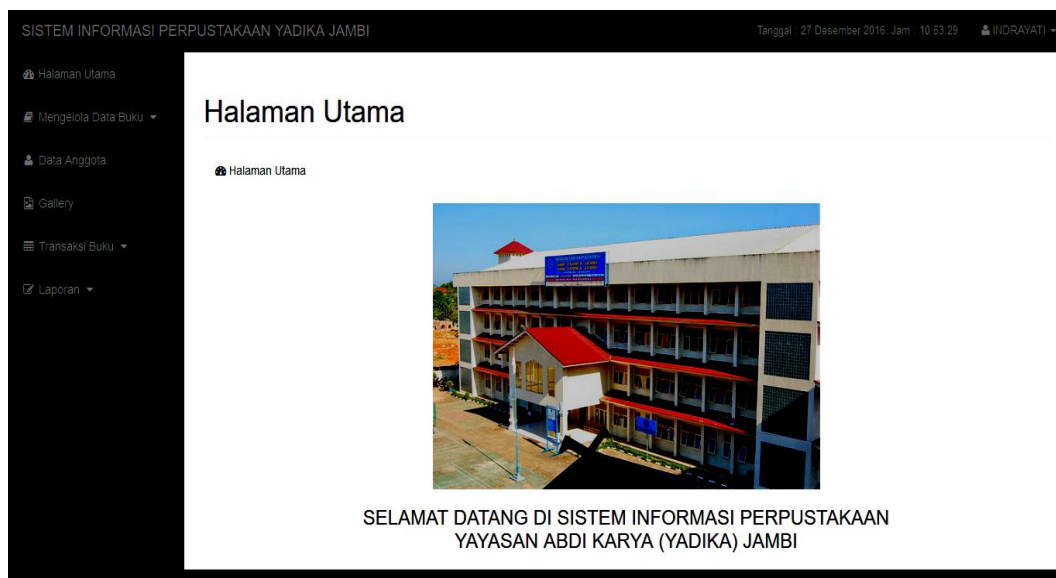 SISTEM INFORMASI PERPUSTAKAAN YADIKA JAMBI
Tanggal : 27 Desember 2016. Jam : 10:53:29
INDRAYATI
Halaman Utama
Mengelola Data Buku
Data Anggota
Gallery
Transaksi Buku
Laporan
Halaman Utama
Halaman Utama
SELAMAT DATANG DI SISTEM INFORMASI PERPUSTAKAAN
YAYASAN ABDI KARYA (YADIKA) JAMBI